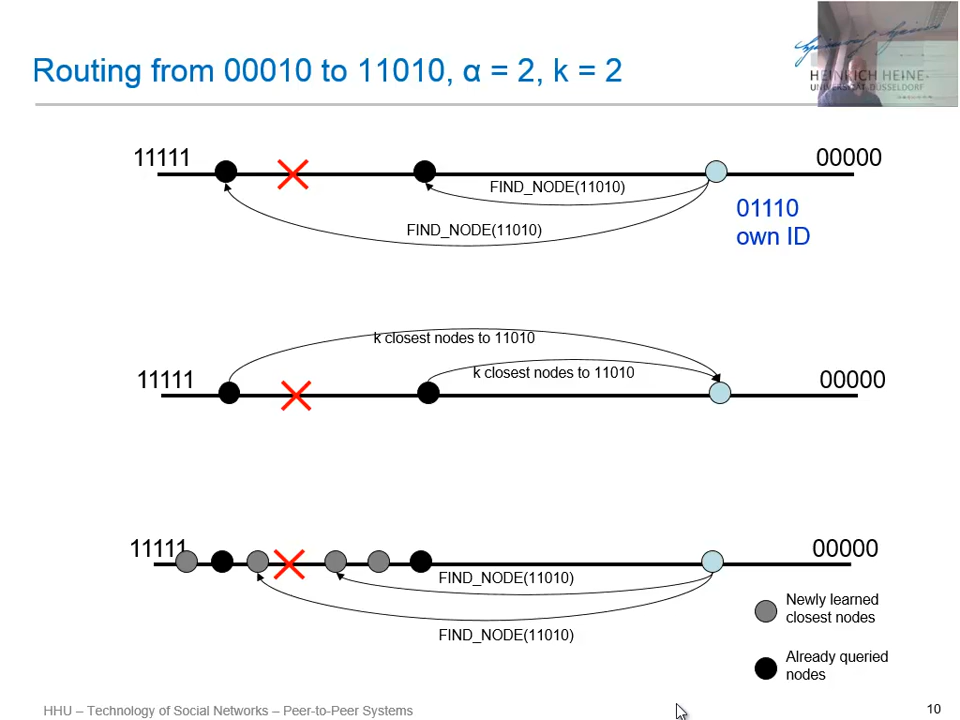 Routing from 00010 to 11010, α = 2, k = 2
HEINRICH HEINE-
UNIVERSITÄT DÜSSELDORF
11111
00000
FIND_NODE(11010)
FIND_NODE(11010)
01110
own ID
k closest nodes to 11010
k closest nodes to 11010
11111
00000
11111
00000
FIND_NODE(11010)
FIND_NODE(11010)
Newly learned
closest nodes
Already queried
nodes
HHU – Technology of Social Networks – Peer-to-Peer Systems
10